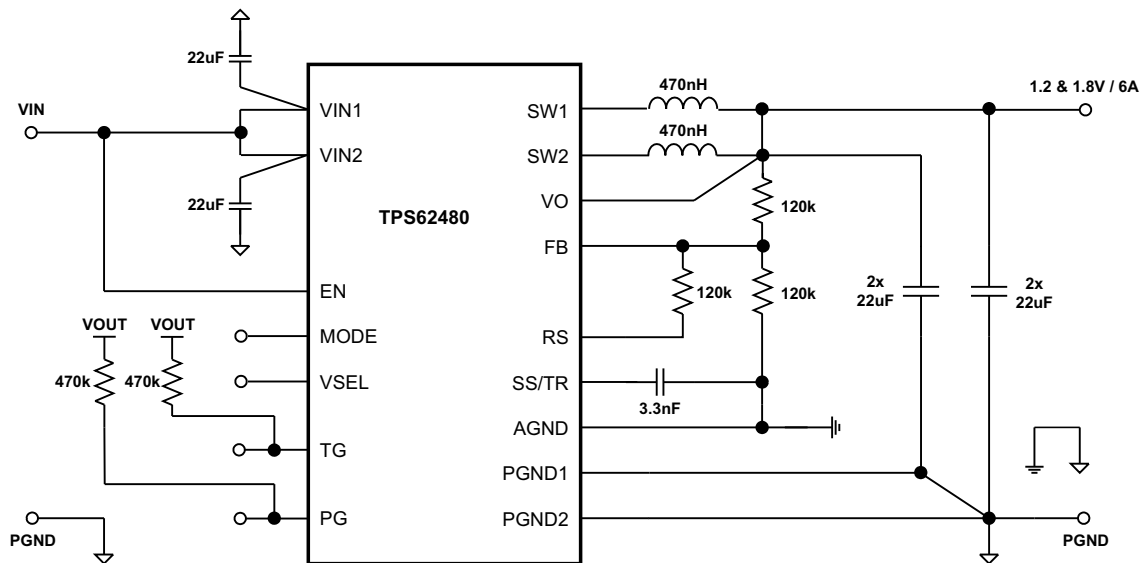 22uF
VIN
22uF
VOUT
VOUT
470k
470k
PGND
VIN1
VIN2
EN
MODE
VSEL
TG
PG
TPS62480
SW1
SW2
VO
FB
RS
SS/TR
AGND
PGND1
PGND2
470nH
470nH
1.2 & 1.8V / 6A
120k
120k
120k
3.3nF
2x
22uF
2x
22uF
PGND